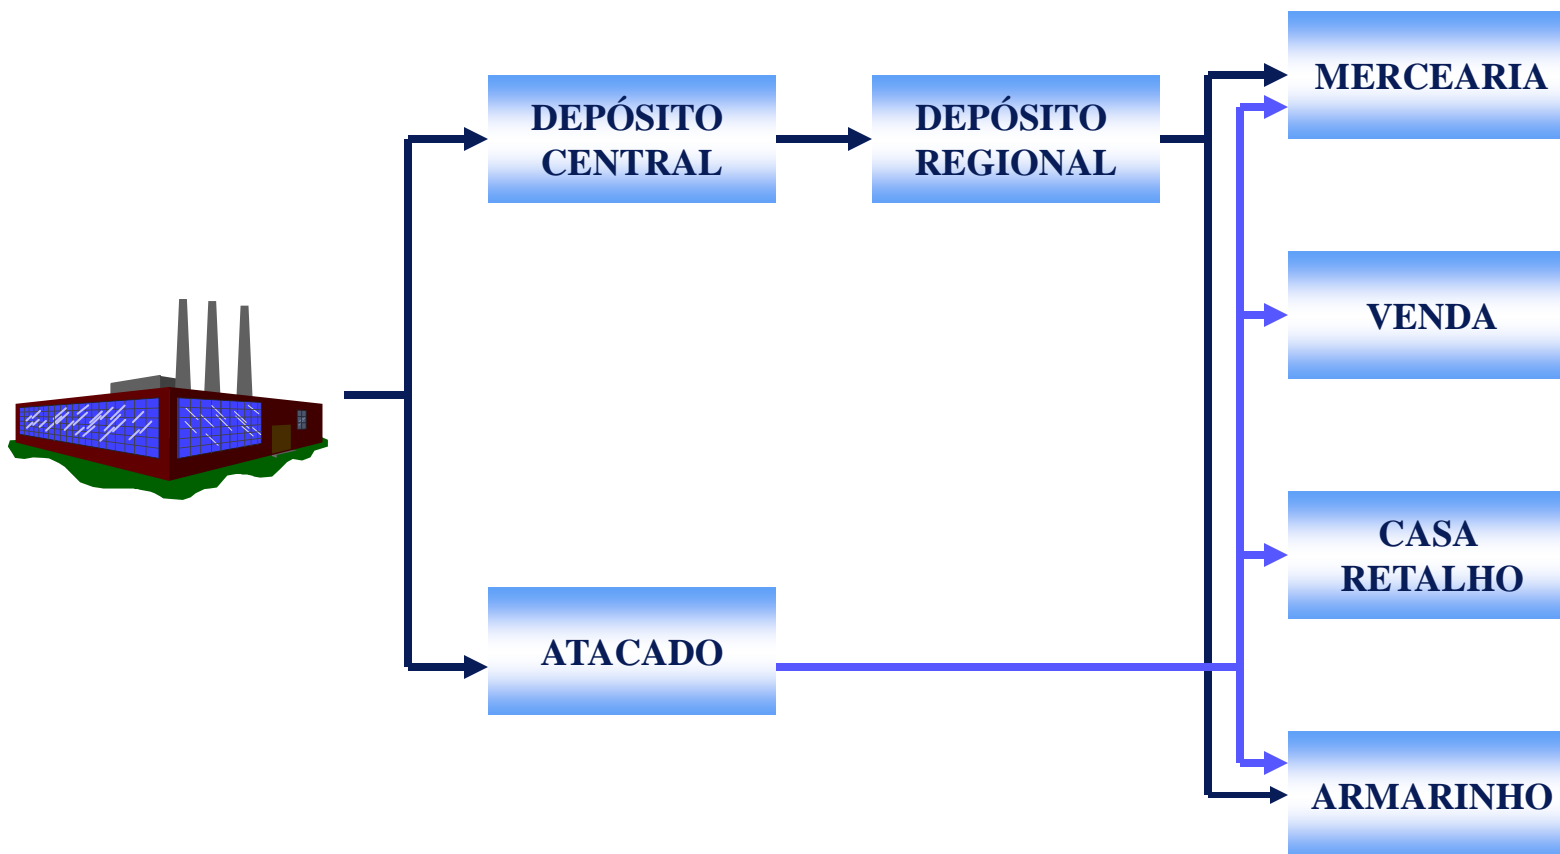 MERCEARIA
DEPÓSITO
CENTRAL
DEPÓSITO
REGIONAL
VENDA
CASA
RETALHO
ATACADO
ARMARINHO